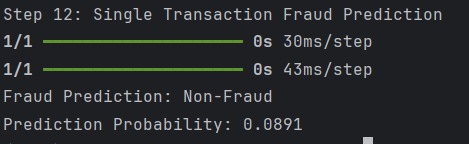 Step 12: Single Transaction Fraud Prediction
1/1 ━━━━━━━━━━━━━━━━━━━━ 0s 30ms/step
1/1 ━━━━━━━━━━━━━━━━━━━━ 0s 43ms/step
Fraud Prediction: Non-Fraud
Prediction Probability: 0.0891